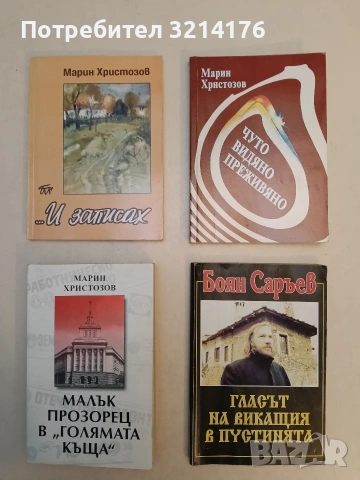 Потребител 3214176
Марин Христозов
...И записах
Марин
Христозов
ЧУТО
ВИДЯНО
ПРЕЖИВЯНО
МАРИН
ХРИСТОЗОВ
МАЛЪК
ПРОЗОРЕЦ
В „ГОЛЯМАТА
КЪЩА“
Боян Саръев
ГЛАСЪТ
НА ВИКАЩИЯ
В ПУСТИНЯТА
BAZAR